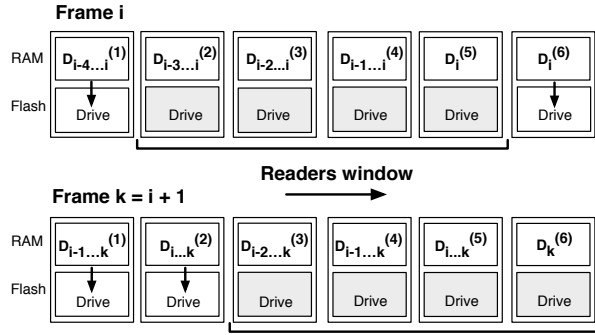 Frame i
RAM D_{i-4...i}^{(1)} D_{i-3...i}^{(2)} D_{i-2...i}^{(3)} D_{i-1...i}^{(4)} D_i^{(5)} D_i^{(6)}
Flash Drive Drive Drive Drive Drive Drive
Readers window
Frame k = i + 1
RAM D_{i-1...k}^{(1)} D_{i...k}^{(2)} D_{i-2...k}^{(3)} D_{i-1...k}^{(4)} D_{i...k}^{(5)} D_k^{(6)}
Flash Drive Drive Drive Drive Drive Drive